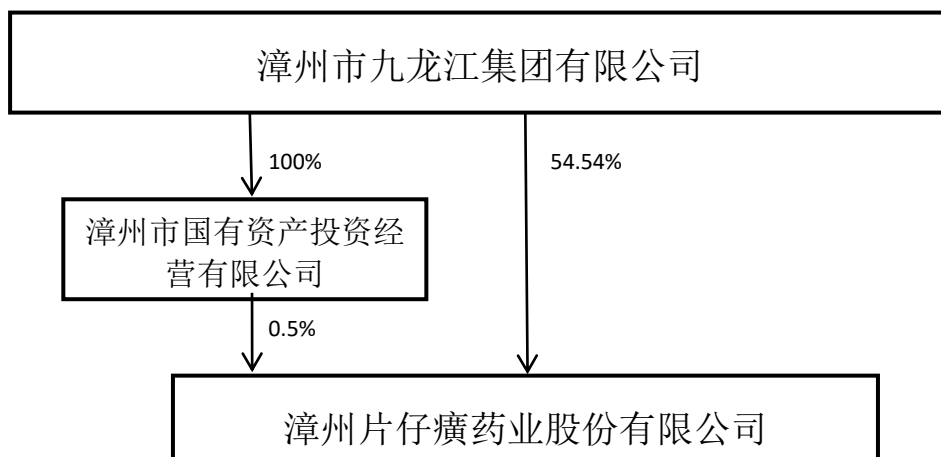 漳州市九龙江集团有限公司
100%
54.54%
漳州市国有资产投资经
营有限公司
0.5%
漳州片仔癀药业股份有限公司